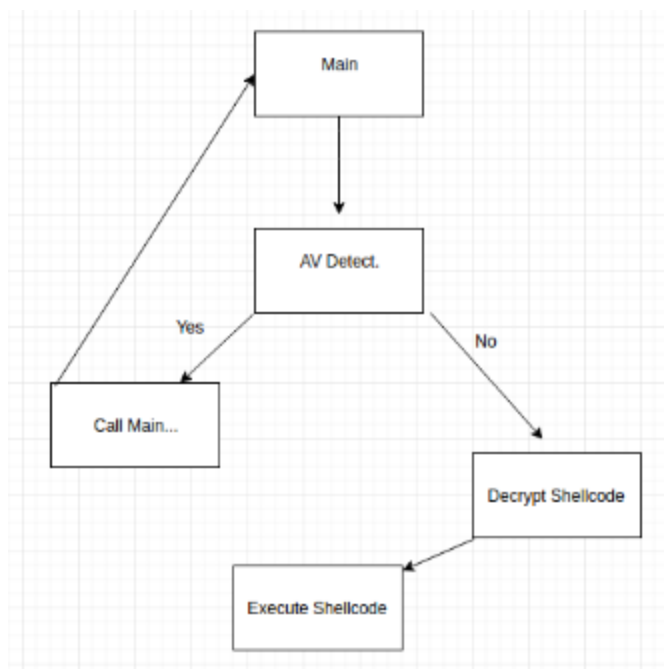 Main
AV Detect.
Yes
No
Call Main...
Decrypt Shellcode
Execute Shellcode